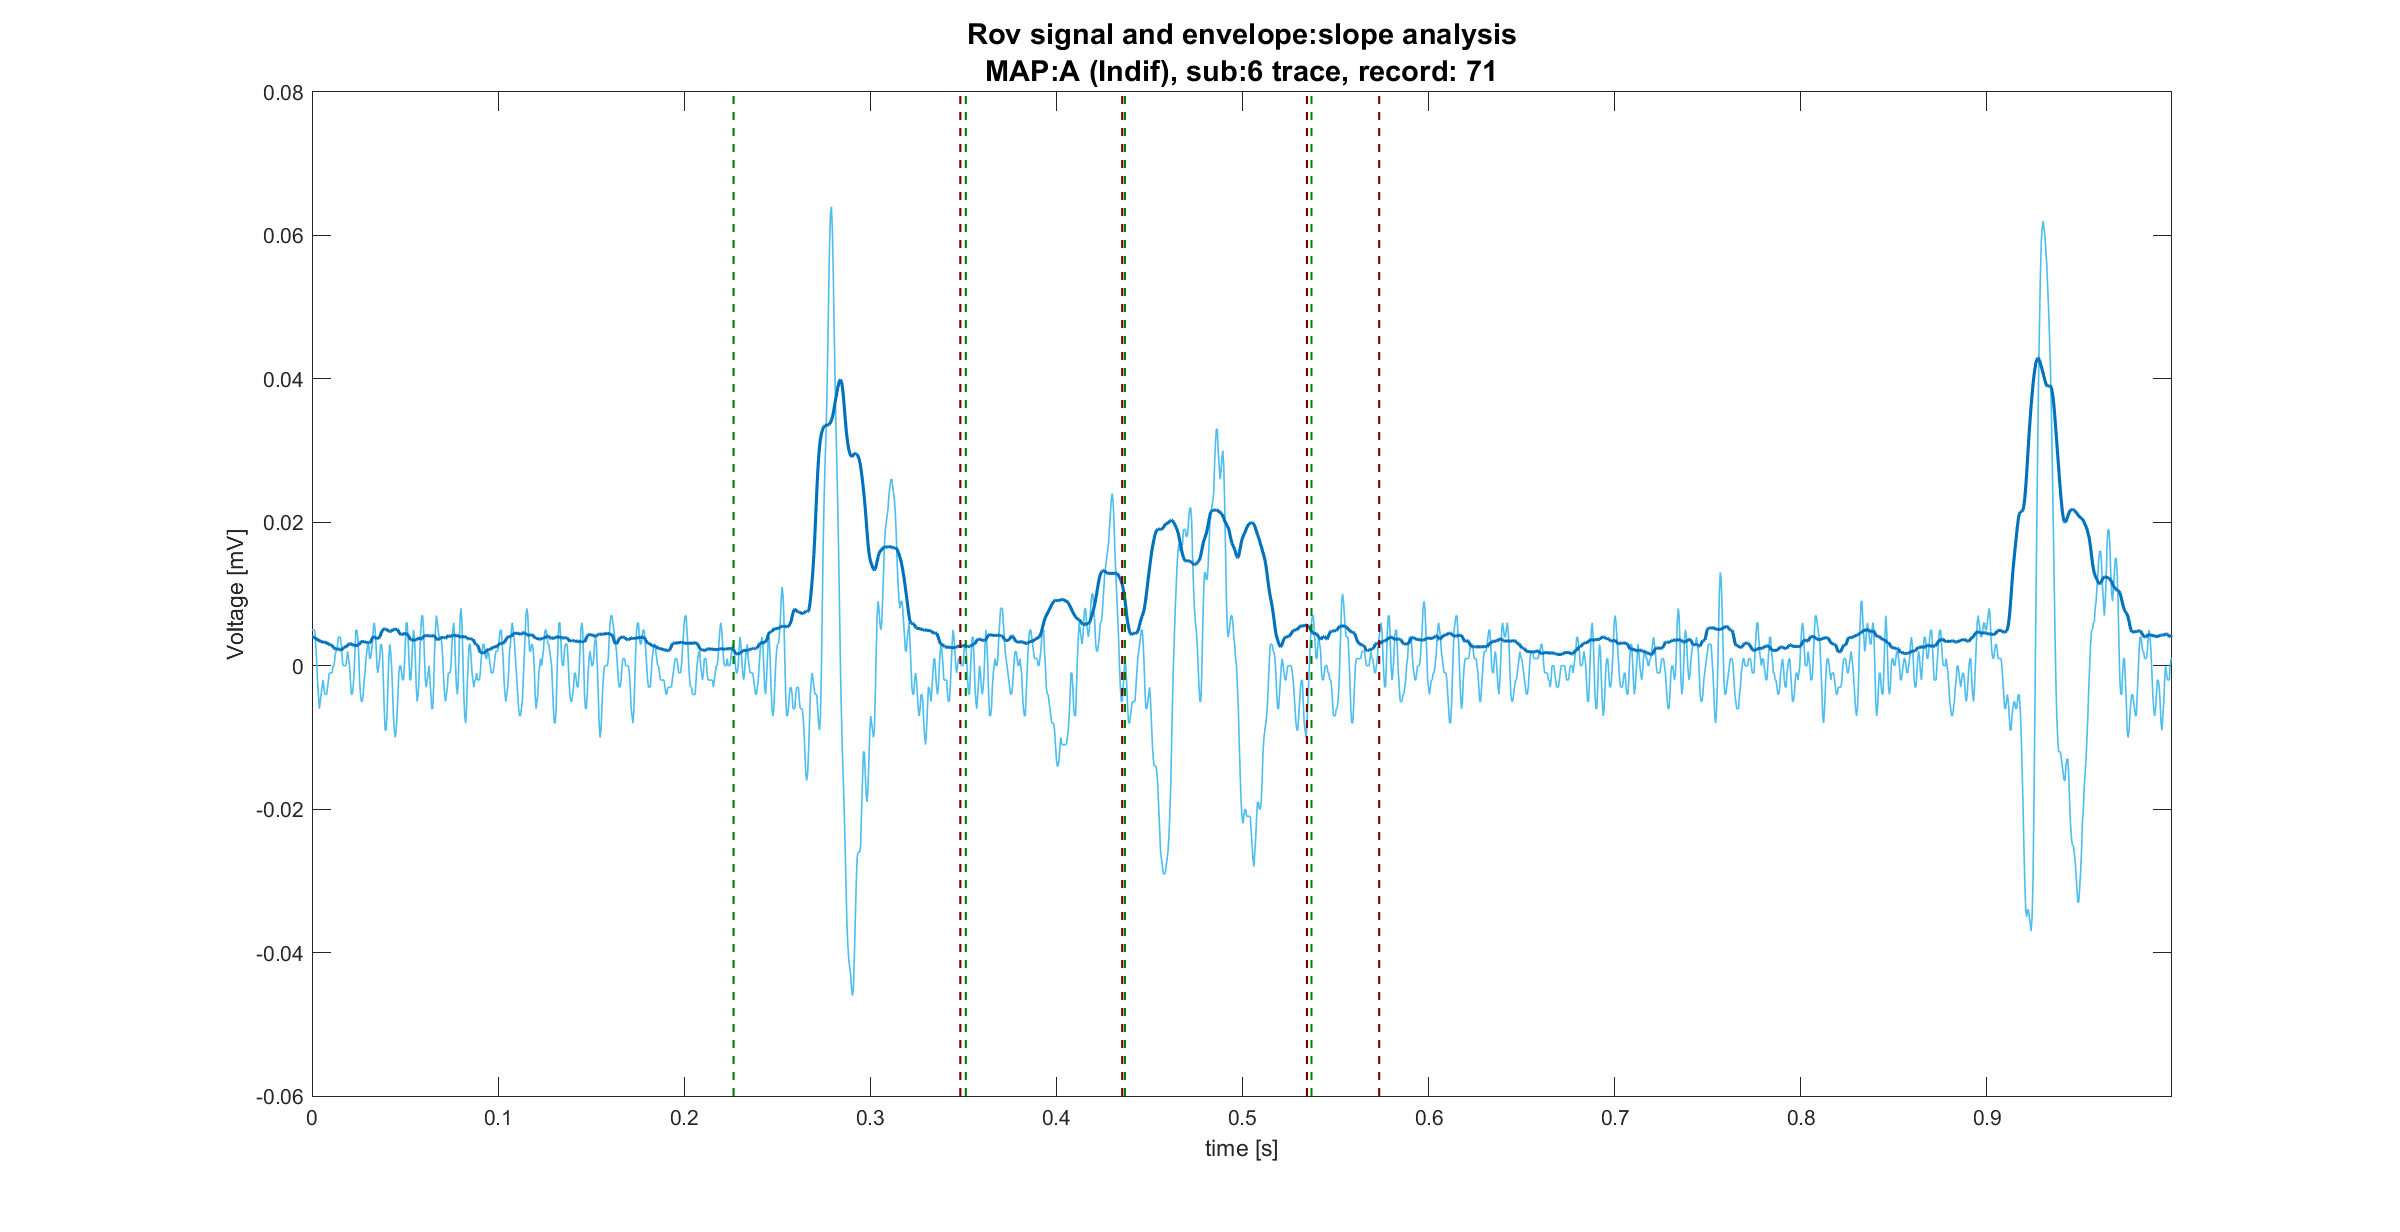 Rov signal and envelope:slope analysis
MAP:A (Indif), sub:6 trace, record: 71
0.08
0.06
0.04
0.02
0
-0.02
-0.04
-0.06
Voltage [mV]
0 0.1 0.2 0.3 0.4 0.5 0.6 0.7 0.8 0.9
time [s]